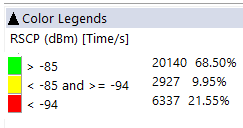 Color Legends
RSCP (dBm) [Time/s]
> -85 20140 68.50%
< -85 and >= -94 2927 9.95%
< -94 6337 21.55%